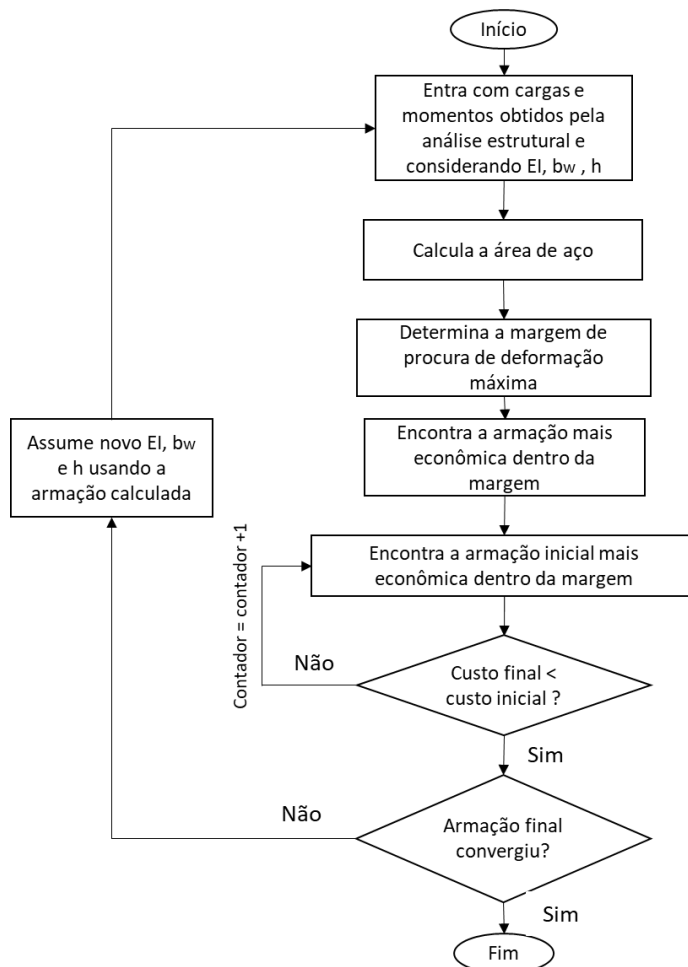 Início
Entra com cargas e
momentos obtidos pela
análise estrutural e
considerando EI, bw , h
Calcula a área de aço
Determina a margem de
procura de deformação
máxima
Encontra a armação mais
econômica dentro da
margem
Assume novo EI, bw
e h usando a
armação calculada
Encontra a armação inicial mais
econômica dentro da margem
Contador = contador +1
Não
Custo final <
custo inicial ?
Sim
Não
Armação final
convergiu?
Sim
Fim